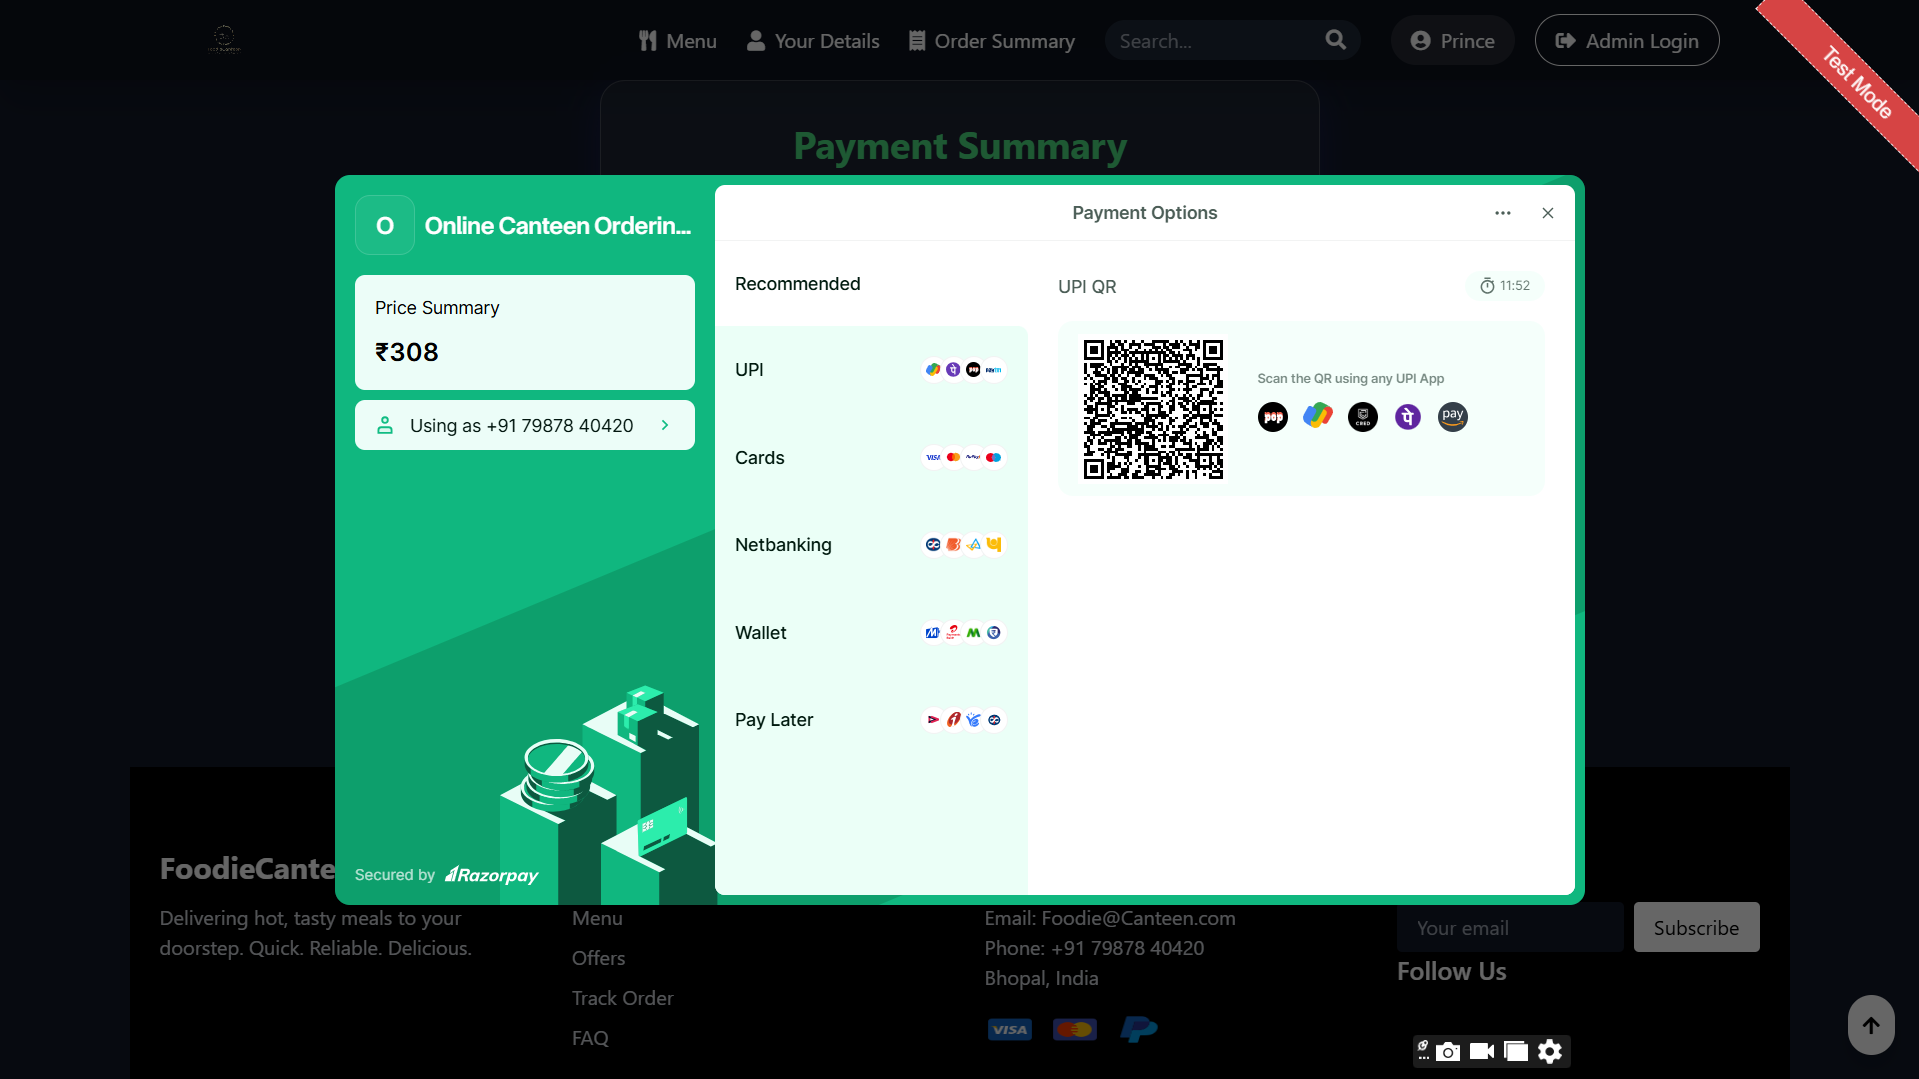 Menu
Your Details
Order Summary
Search...
Prince
Admin Login
Test Mode
Payment Summary
O
Online Canteen Orderin...
Price Summary
₹308
Using as +91 79878 40420
Secured by Razorpay
Payment Options
Recommended
UPI
Cards
VISA
Netbanking
Wallet
Pay Later
UPI QR
11:52
Scan the QR using any UPI App
pop
CRED
pay
FoodieCante
Delivering hot, tasty meals to your
doorstep. Quick. Reliable. Delicious.
Menu
Offers
Track Order
FAQ
Email: Foodie@Canteen.com
Phone: +91 79878 40420
Bhopal, India
VISA
Your email
Subscribe
Follow Us